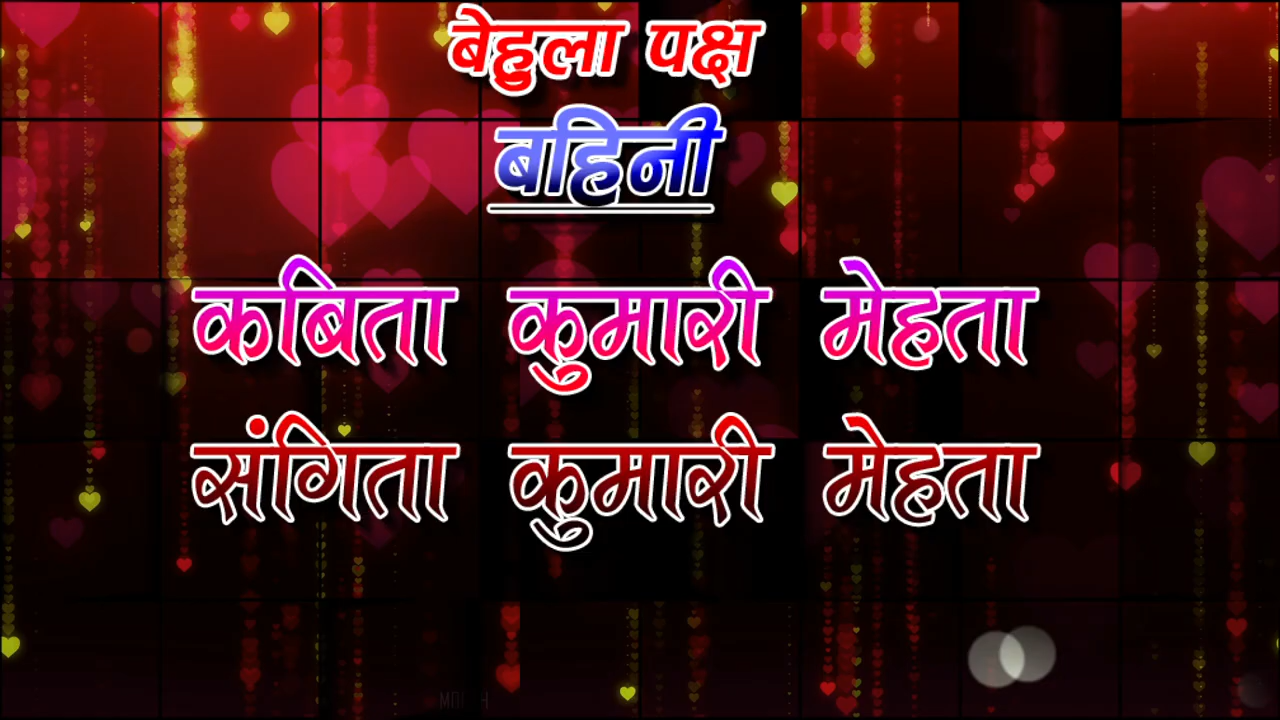 बेहुला पक्ष
बहिनी
कबिता कुमारी मेहता
संगिता कुमारी मेहता